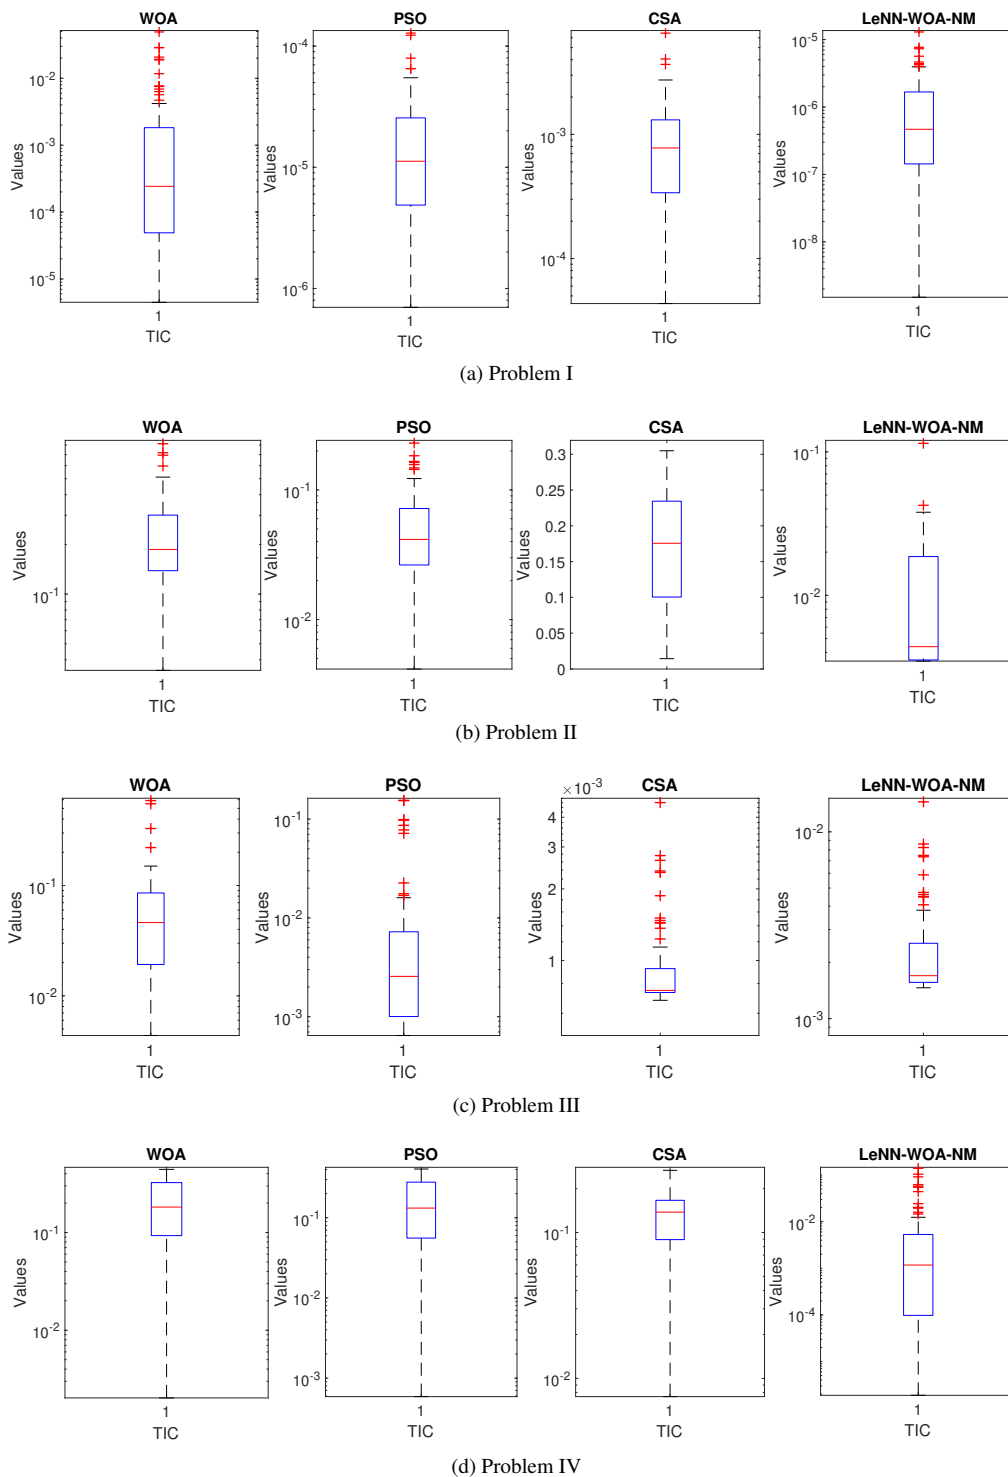 WOA PSO CSA LeNN-WOA-NM
Values 10^-2 10^-3 10^-4 10^-5 1 TIC
Values 10^-4 10^-5 10^-6 1 TIC
Values 10^-3 10^-4 1 TIC
Values 10^-5 10^-6 10^-7 10^-8 1 TIC
(a) Problem I
WOA PSO CSA LeNN-WOA-NM
Values 10^-1 1 TIC
Values 10^-1 10^-2 1 TIC
Values 0.3 0.25 0.2 0.15 0.1 0.05 0 1 TIC
Values 10^-1 10^-2 1 TIC
(b) Problem II
WOA PSO CSA LeNN-WOA-NM
Values 10^-1 10^-2 1 TIC
Values 10^-1 10^-2 10^-3 1 TIC
Values × 10^-3 4 3 2 1 1 TIC
Values 10^-2 10^-3 1 TIC
(c) Problem III
WOA PSO CSA LeNN-WOA-NM
Values 10^-1 10^-2 1 TIC
Values 10^-1 10^-2 10^-3 1 TIC
Values 10^-1 10^-2 1 TIC
Values 10^-2 10^-4 1 TIC
(d) Problem IV